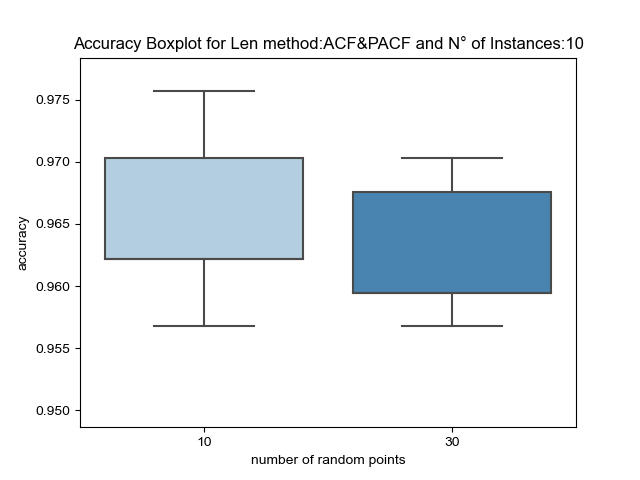 Accuracy Boxplot for Len method:ACF&PACF and N° of Instances:10
0.975
0.970
0.965
0.960
0.955
0.950
accuracy
10 30
number of random points